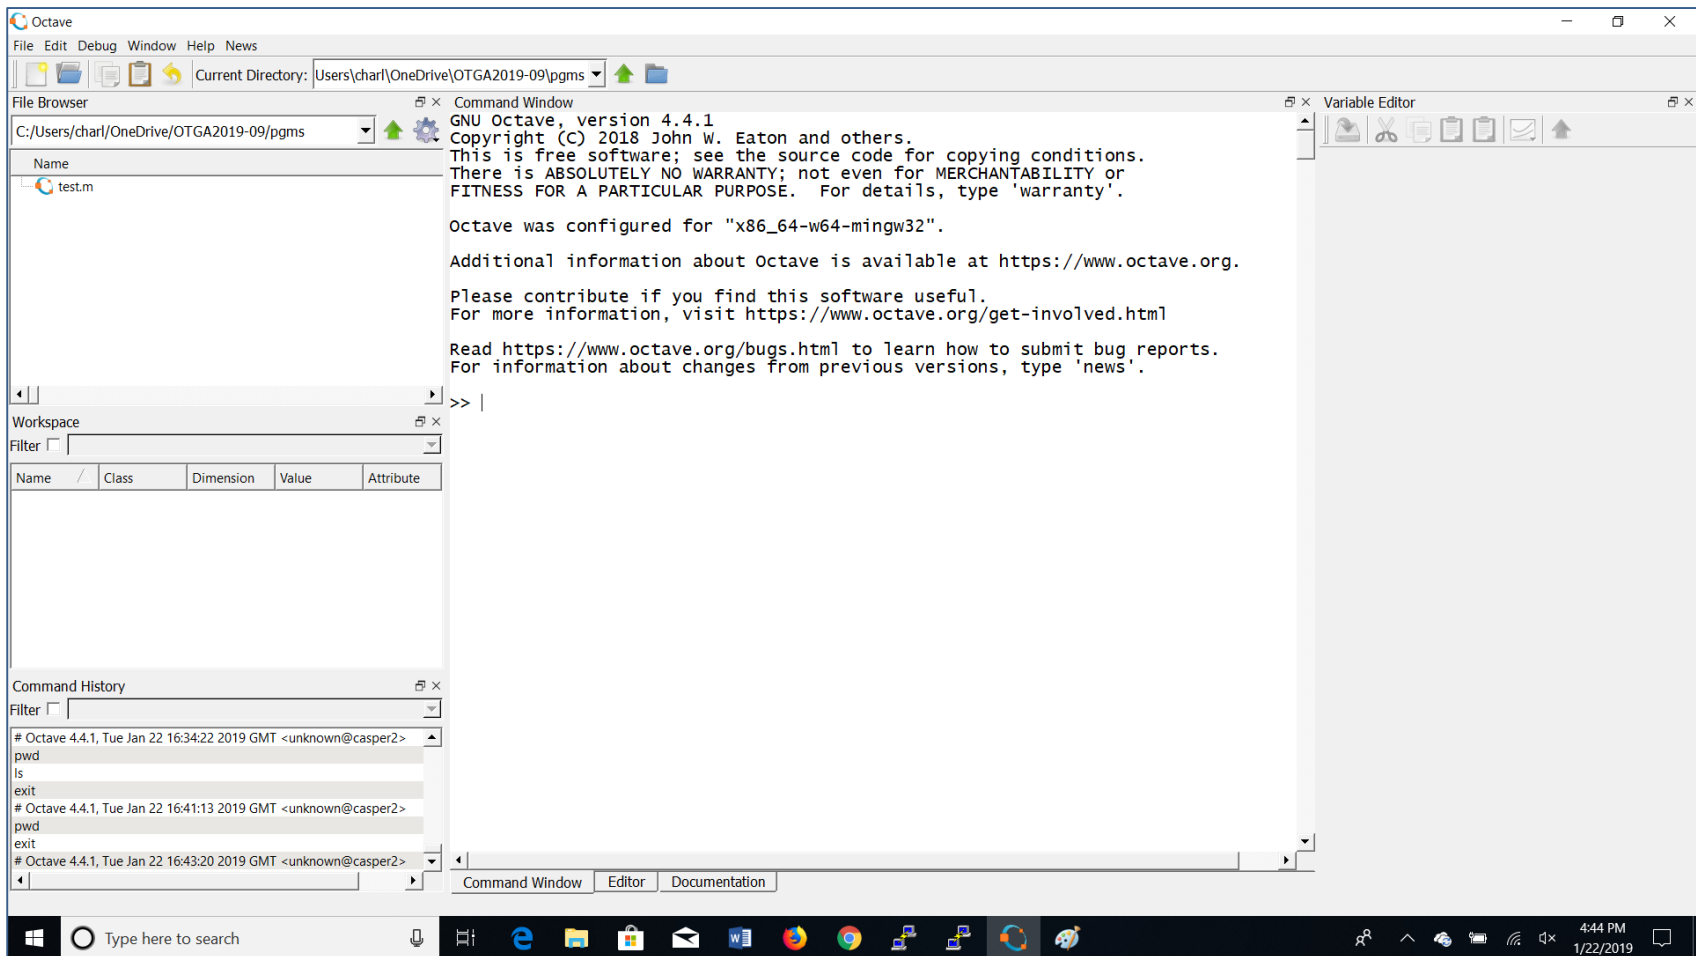 Octave
File Edit Debug Window Help News
Current Directory: Users\charl\OneDrive\OTGA2019-09\pgms
File Browser
C:/Users/charl/OneDrive/OTGA2019-09/pgms
Name
test.m
Workspace
Filter
Name Class Dimension Value Attribute
Command History
Filter
# Octave 4.4.1, Tue Jan 22 16:34:22 2019 GMT <unknown@casper2>
pwd
ls
exit
# Octave 4.4.1, Tue Jan 22 16:41:13 2019 GMT <unknown@casper2>
pwd
exit
# Octave 4.4.1, Tue Jan 22 16:43:20 2019 GMT <unknown@casper2>
Command Window
GNU Octave, version 4.4.1
Copyright (C) 2018 John W. Eaton and others.
This is free software; see the source code for copying conditions.
There is ABSOLUTELY NO WARRANTY; not even for MERCHANTABILITY or
FITNESS FOR A PARTICULAR PURPOSE.  For details, type 'warranty'.
Octave was configured for "x86_64-w64-mingw32".
Additional information about Octave is available at https://www.octave.org.
Please contribute if you find this software useful.
For more information, visit https://www.octave.org/get-involved.html
Read https://www.octave.org/bugs.html to learn how to submit bug reports.
For information about changes from previous versions, type 'news'.
>>
Command Window Editor Documentation
Variable Editor
Type here to search
4:44 PM
1/22/2019